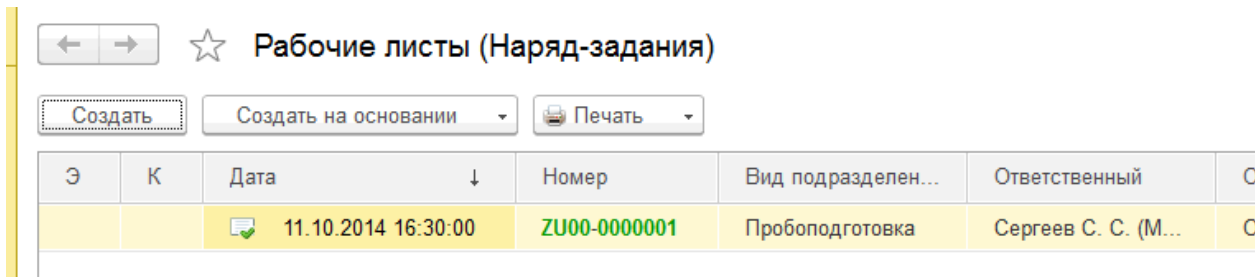 Рабочие листы (Наряд-задания)
Создать Создать на основании Печать
Э К Дата ↓ Номер Вид подразделен... Ответственный
11.10.2014 16:30:00 ZU00-0000001 Пробоподготовка Сергеев С. С. (М...